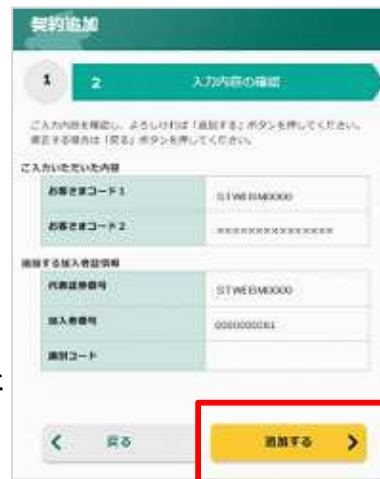 契約追加
1 2 入力内容の確認
ご入力内容を確認し、よろしければ「追加する」ボタンを押してください。
修正する場合は「戻る」ボタンを押してください。
ご入力いただいた内容
お客さまコード1 STWEBM0000
お客さまコード2 ***************
追加する加入者証情報
代表証券番号 STWEBM0000
加入者番号 0000000001
識別コード
戻る 追加する